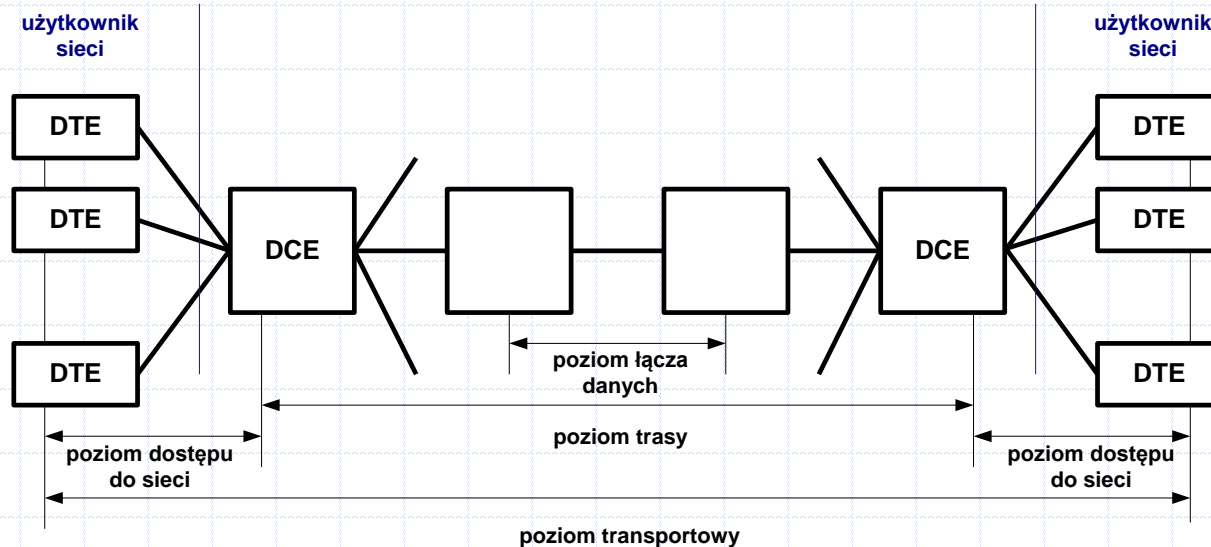 użytkownik
sieci
użytkownik
sieci
DTE
DTE
DTE
DTE
DCE
DCE
DTE
DTE
poziom łącza
danych
poziom trasy
poziom dostępu
do sieci
poziom dostępu
do sieci
poziom transportowy